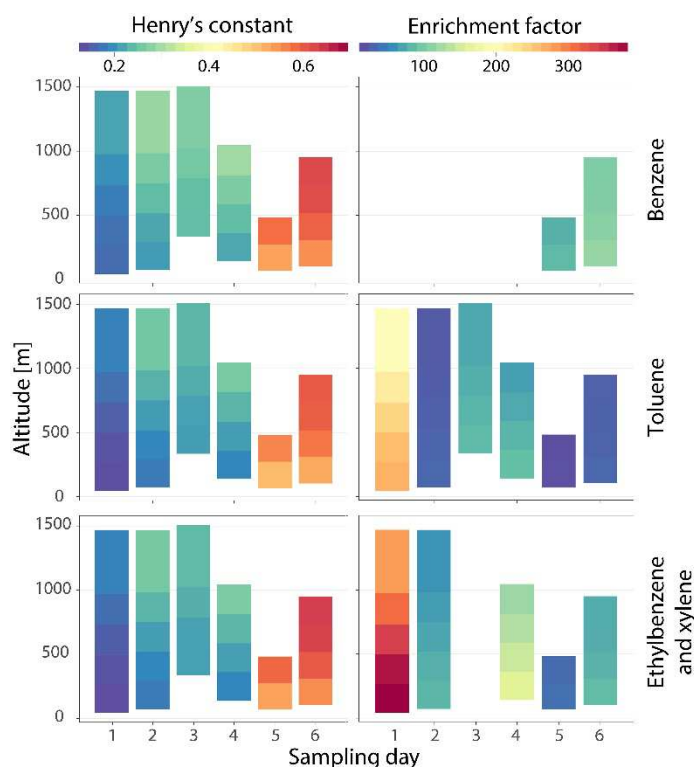 Henry's constant Enrichment factor
0.2 0.4 0.6 100 200 300
1500
1000
500
0
Benzene
1500
1000
500
0
Toluene
1500
1000
500
0
Ethylbenzene
and xylene
Altitude [m]
1 2 3 4 5 6 1 2 3 4 5 6
Sampling day